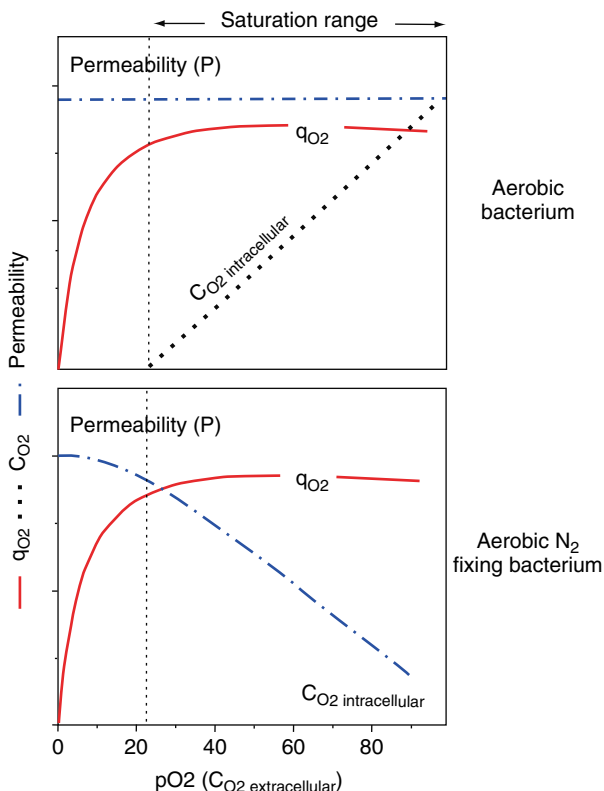 Saturation range
Permeability (P)
qO2
CO2 intracellular
Aerobic
bacterium
Permeability (P)
qO2
CO2 intracellular
Aerobic N2
fixing bacterium
qO2 CO2 Permeability
0 20 40 60 80
pO2 (CO2 extracellular)